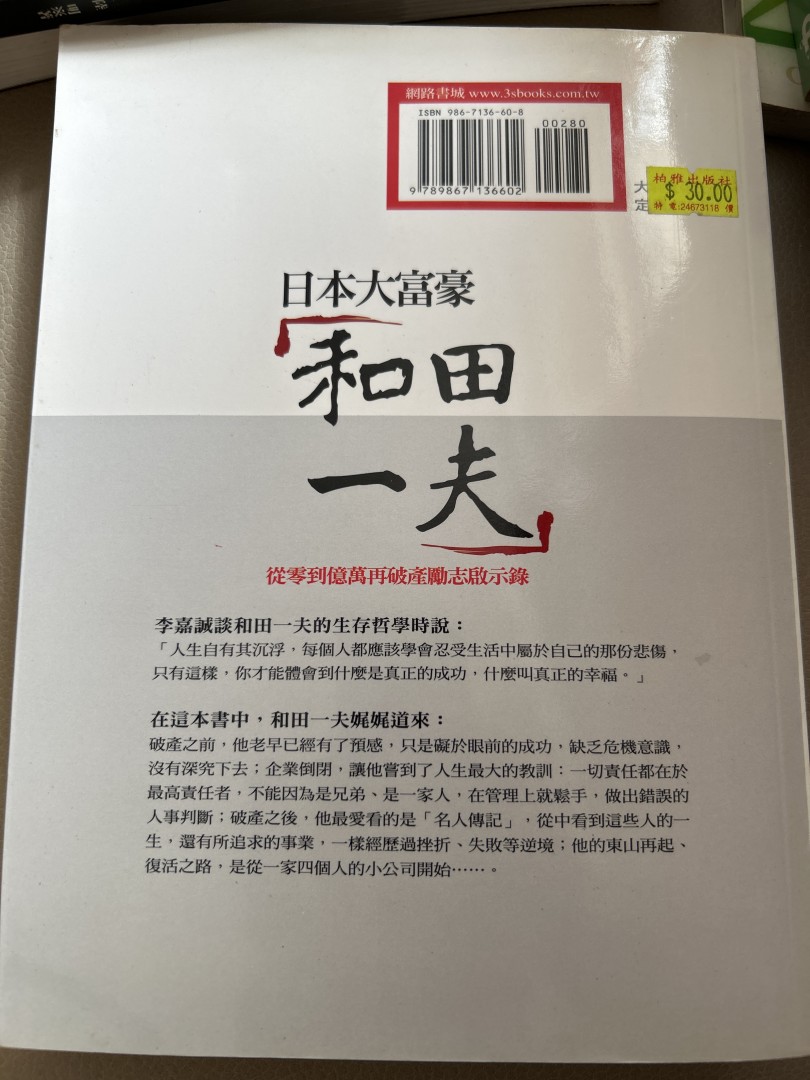 網路書城 www.3sbooks.com.tw
ISBN 986-7136-60-8
00280
9 789867 136602
大
定
柏雅出版社
$ 30.00
特 電:24673118 價
日本大富豪
「和田
一夫」
從零到億萬再破產勵志啟示錄
李嘉誠談和田一夫的生存哲學時說：
「人生自有其沉浮，每個人都應該學會忍受生活中屬於自己的那份悲傷，
只有這樣，你才能體會到什麼是真正的成功，什麼叫真正的幸福。」
在這本書中，和田一夫娓娓道來：
破產之前，他老早已經有了預感，只是礙於眼前的成功，缺乏危機意識，
沒有深究下去；企業倒閉，讓他嘗到了人生最大的教訓：一切責任都在於
最高責任者，不能因為是兄弟、是一家人，在管理上就鬆手，做出錯誤的
人事判斷；破產之後，他最愛看的是「名人傳記」，從中看到這些人的一
生，還有所追求的事業，一樣經歷過挫折、失敗等逆境；他的東山再起、
復活之路，是從一家四個人的小公司開始……。